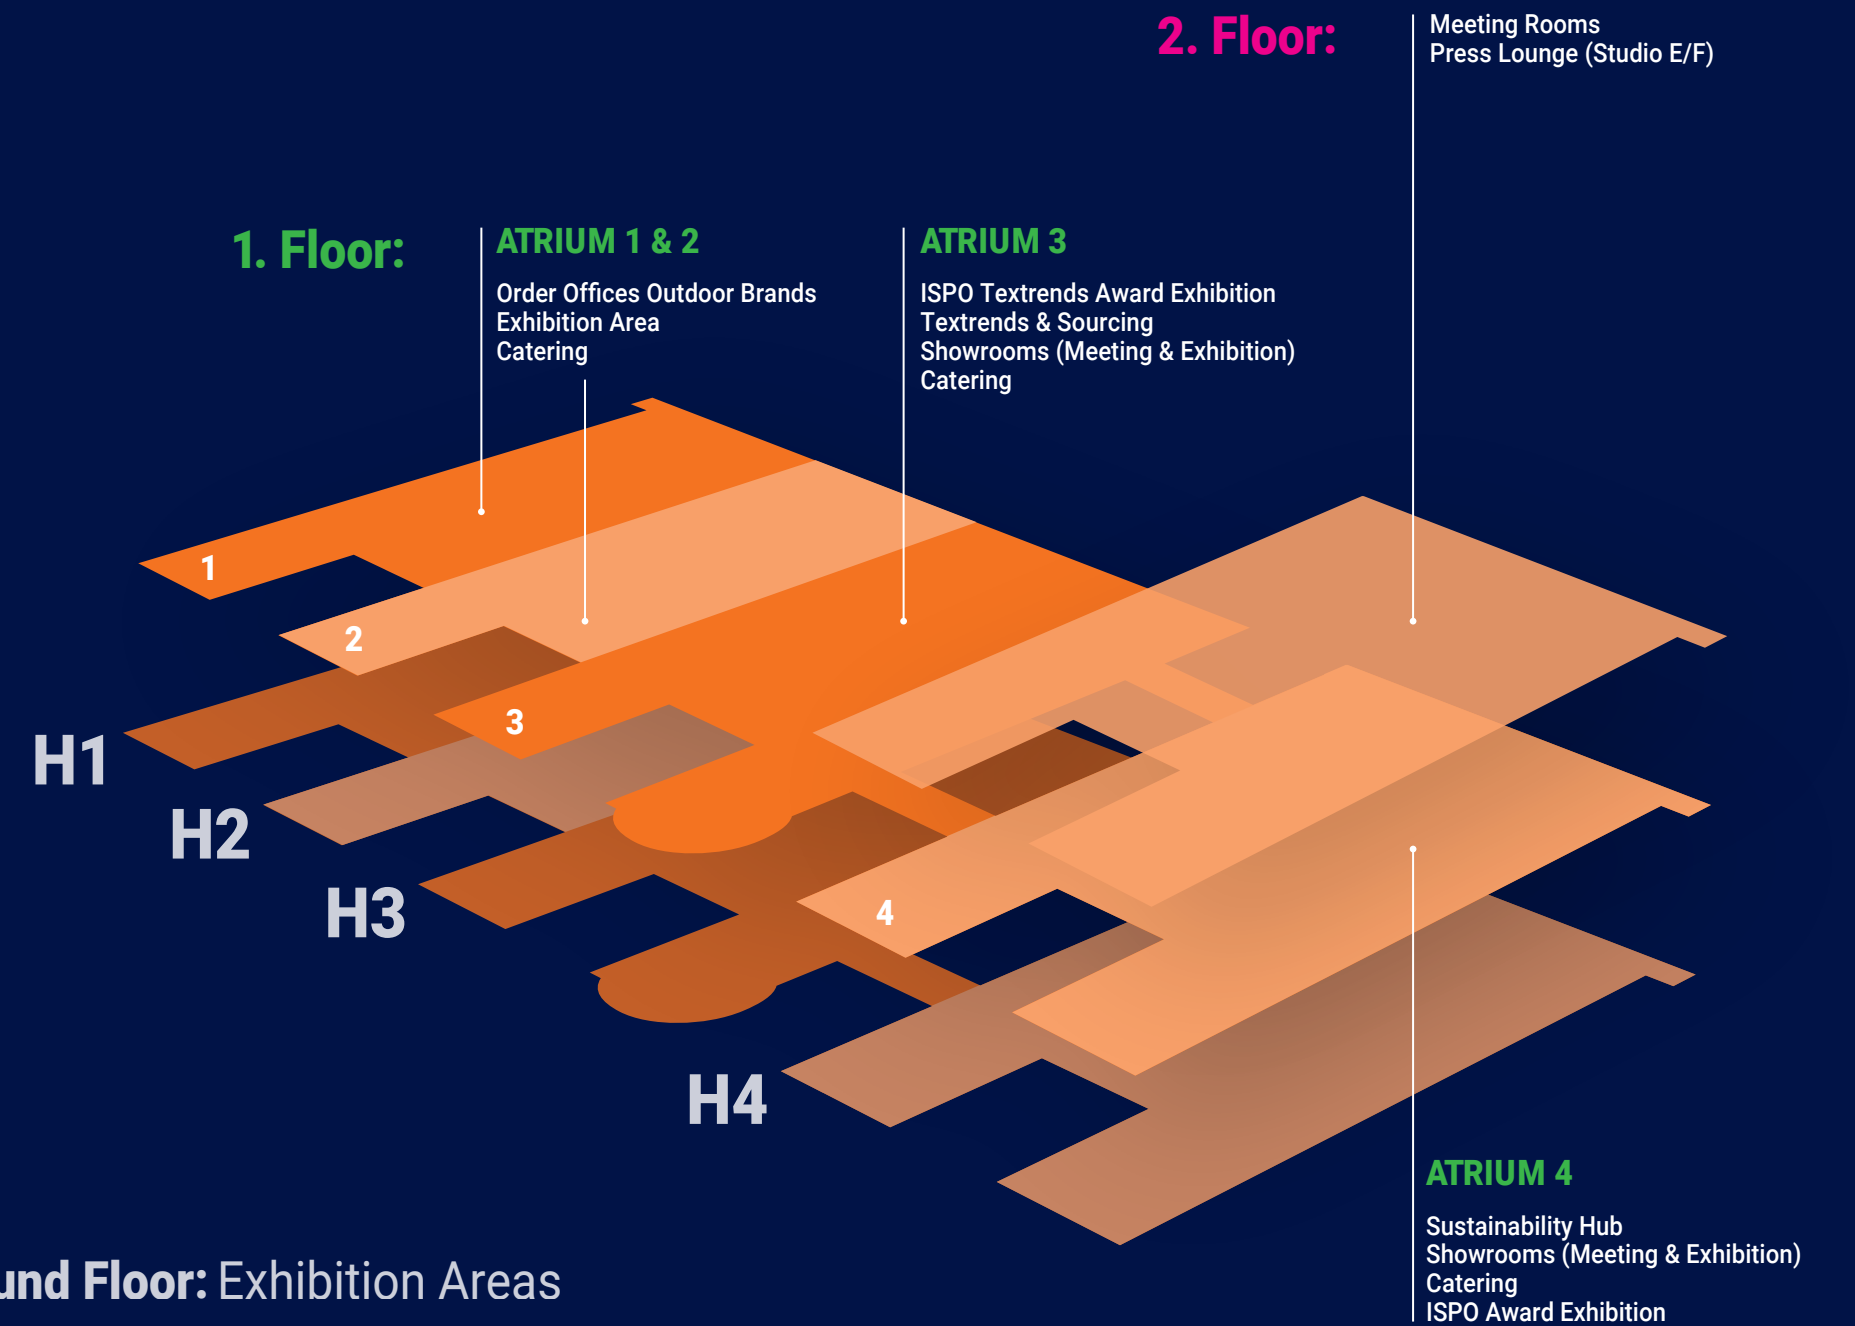 2. Floor:
Meeting Rooms
Press Lounge (Studio E/F)
1. Floor:
ATRIUM 1 & 2
Order Offices Outdoor Brands
Exhibition Area
Catering
ATRIUM 3
ISPO Textrends Award Exhibition
Textrends & Sourcing
Showrooms (Meeting & Exhibition)
Catering
1
2
3
4
H1
H2
H3
H4
ATRIUM 4
Sustainability Hub
Showrooms (Meeting & Exhibition)
Catering
ISPO Award Exhibition
und Floor: Exhibition Areas